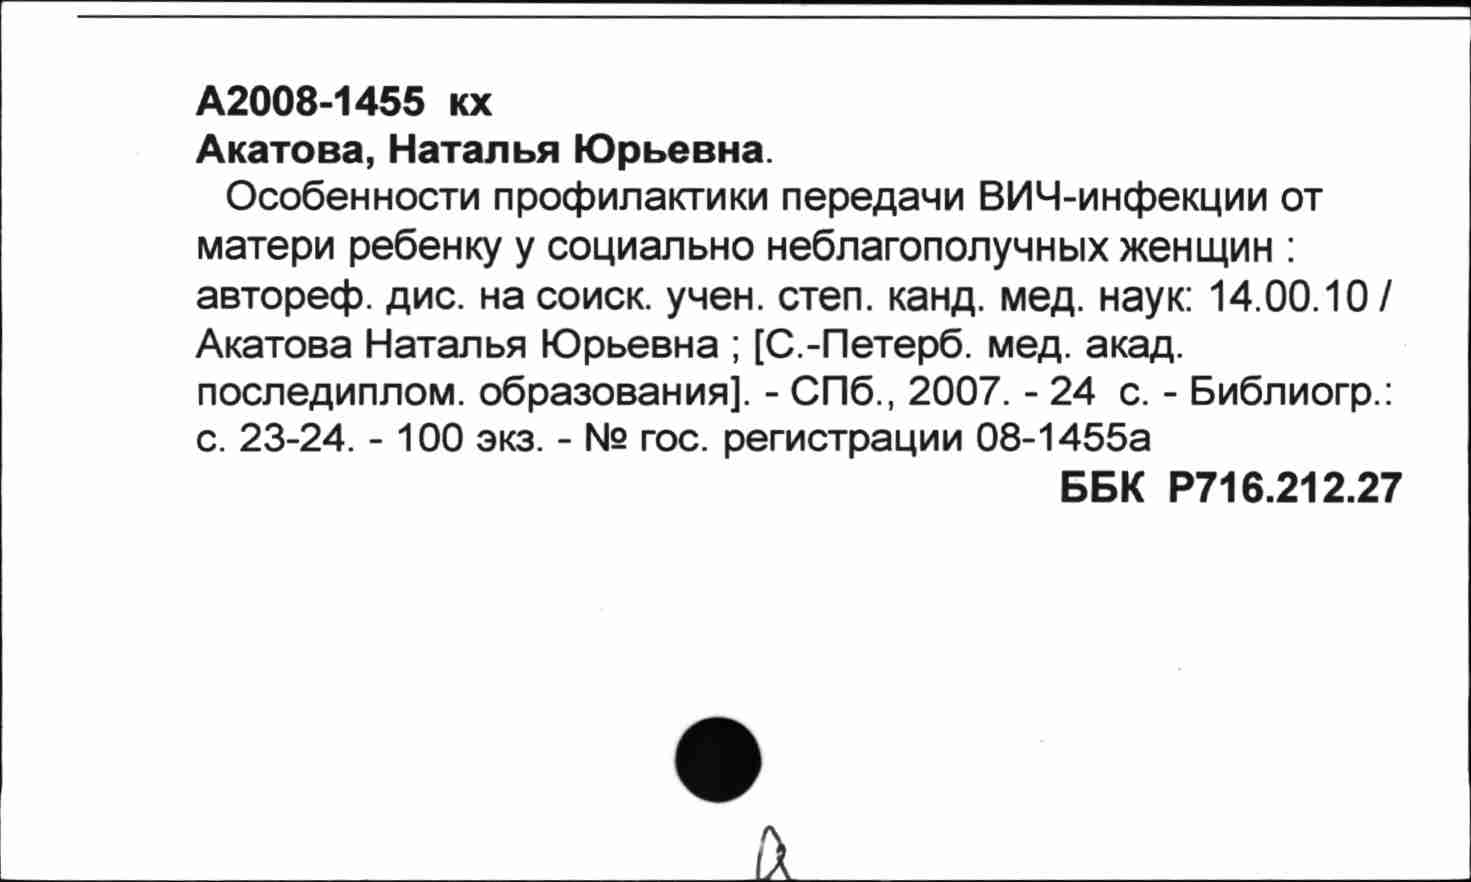 А2008-1455 кх
Акатова, Наталья Юрьевна.
Особенности профилактики передачи ВИЧ-инфекции от
матери ребенку у социально неблагополучных женщин :
автореф. дис. на соиск. учен. степ. канд. мед. наук: 14.00.10 /
Акатова Наталья Юрьевна ; [С.-Петерб. мед. акад.
последиплом. образования]. - СПб., 2007. - 24 с. - Библиогр.:
с. 23-24. - 100 экз. - № гос. регистрации 08-1455а
ББК Р716.212.27